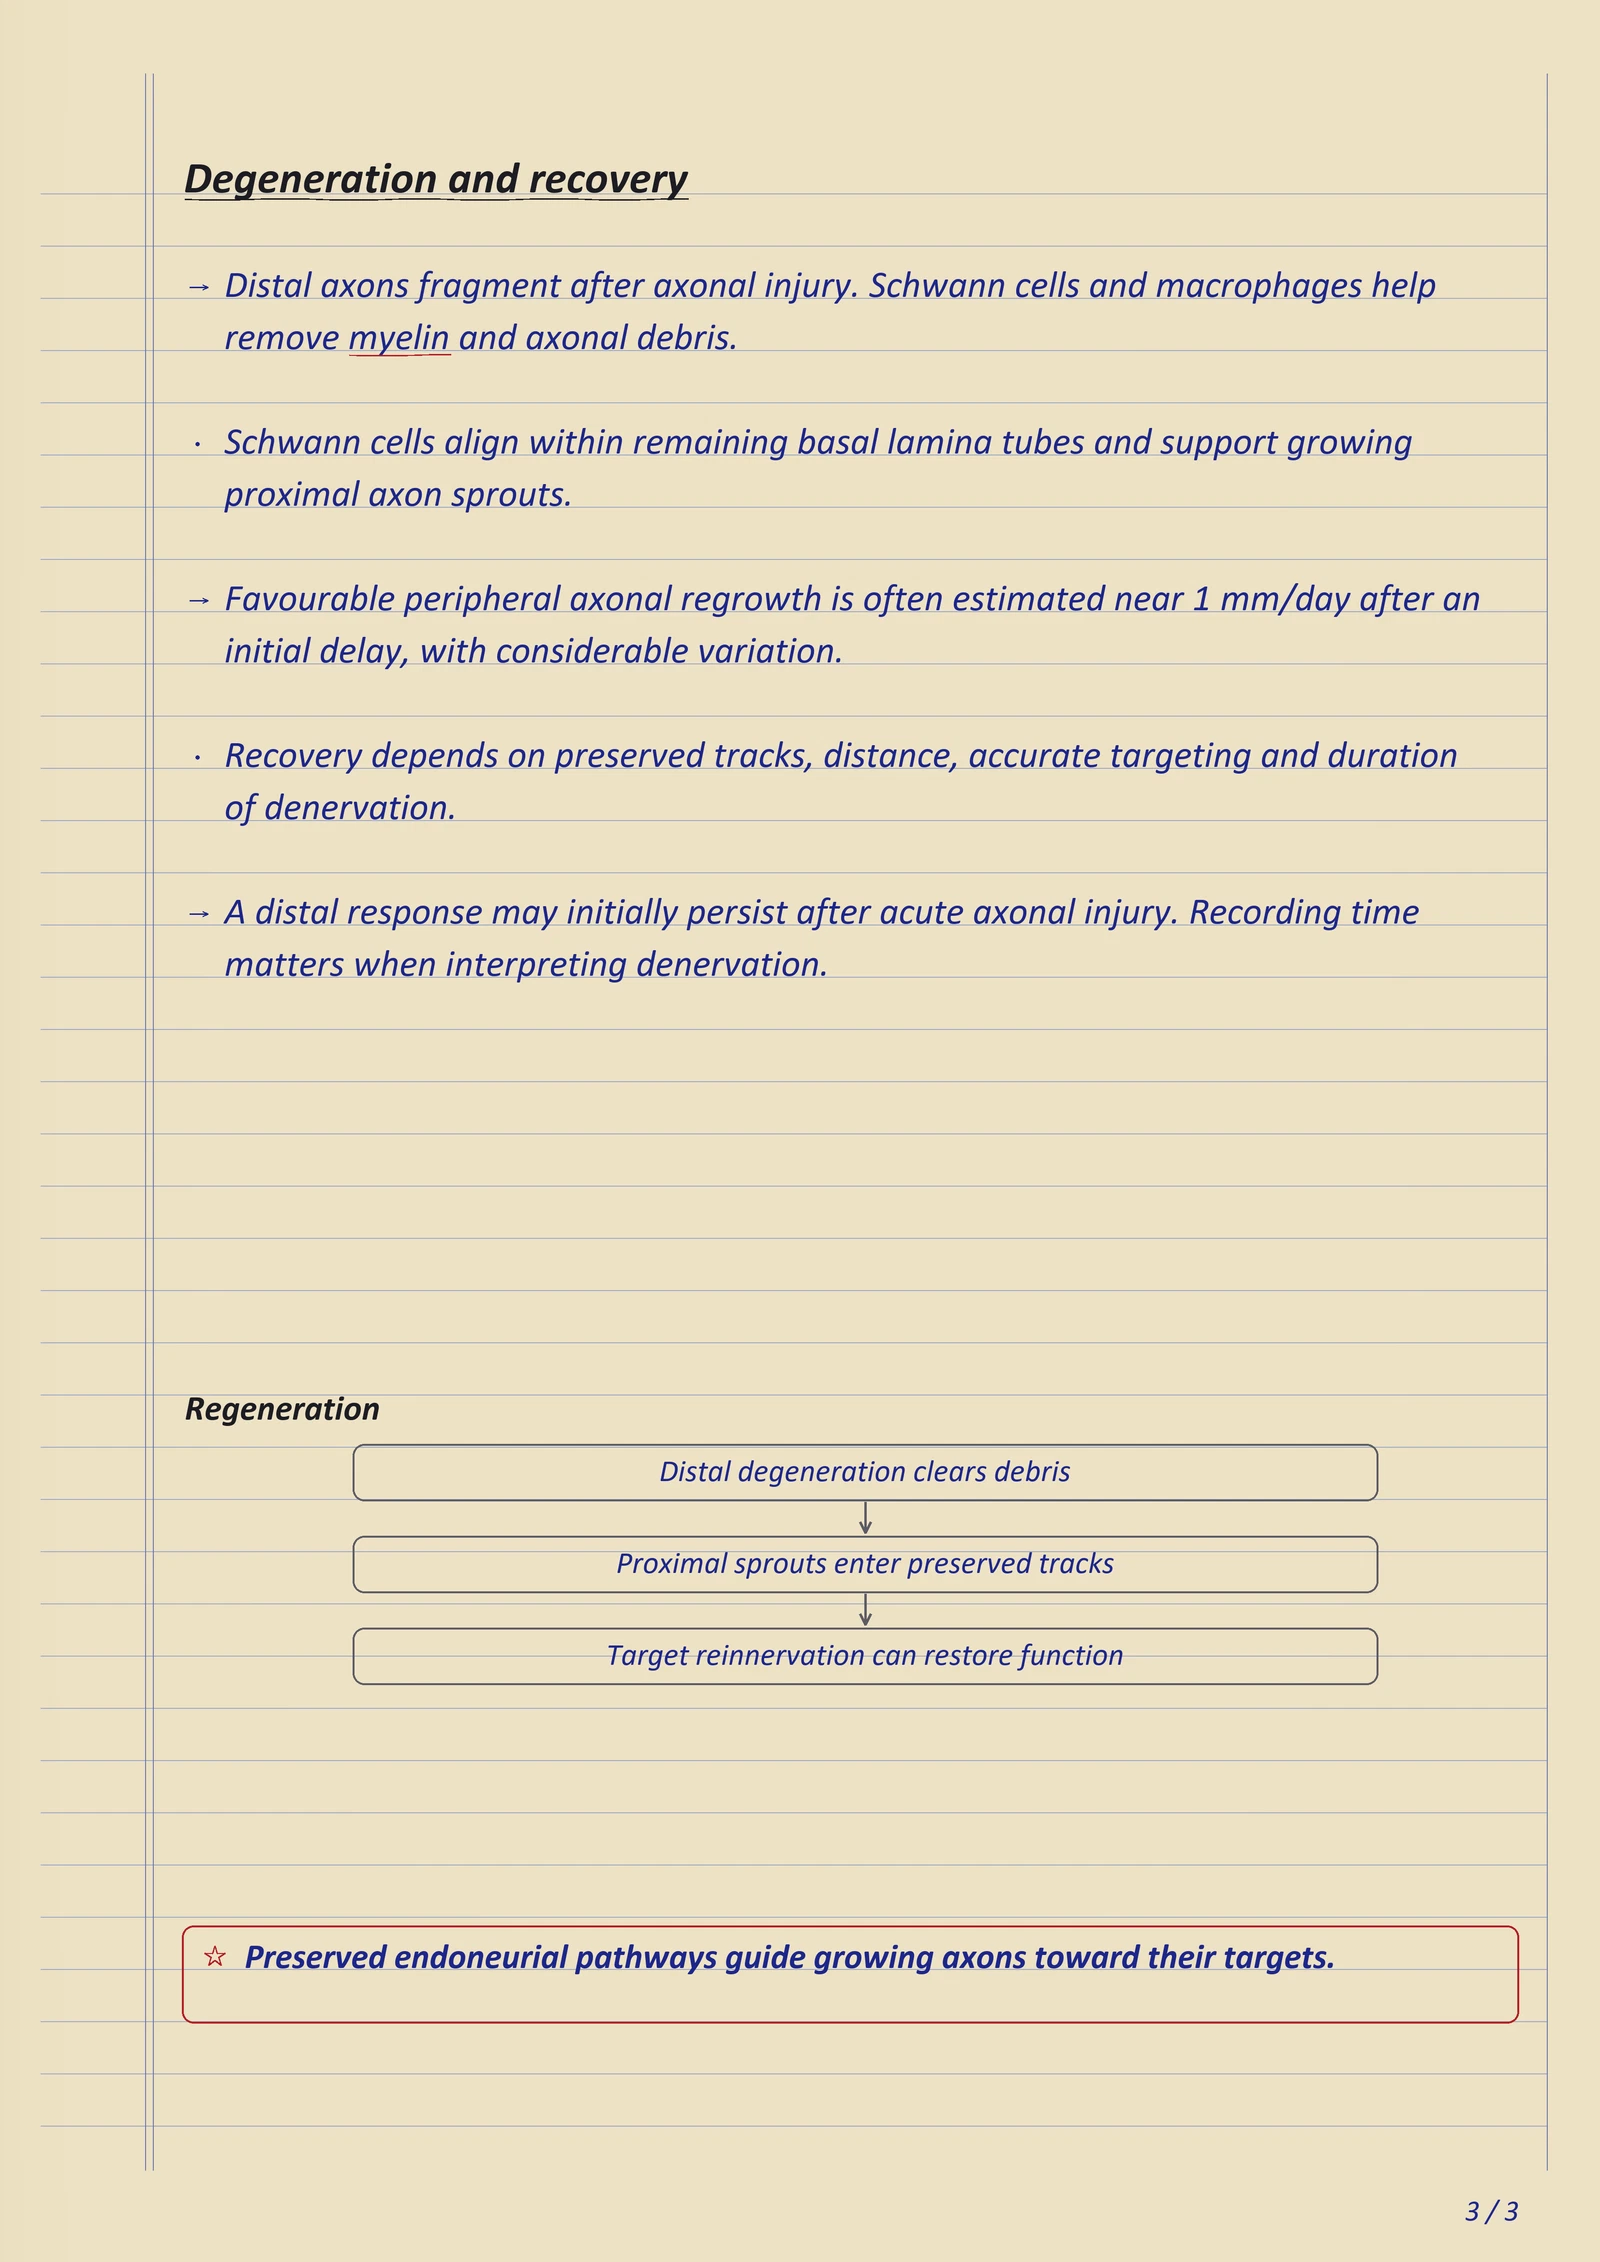 Degeneration and recovery
→ Distal axons fragment after axonal injury. Schwann cells and macrophages help
remove myelin and axonal debris.
· Schwann cells align within remaining basal lamina tubes and support growing
proximal axon sprouts.
→ Favourable peripheral axonal regrowth is often estimated near 1 mm/day after an
initial delay, with considerable variation.
· Recovery depends on preserved tracks, distance, accurate targeting and duration
of denervation.
→ A distal response may initially persist after acute axonal injury. Recording time
matters when interpreting denervation.
Regeneration
Distal degeneration clears debris
Proximal sprouts enter preserved tracks
Target reinnervation can restore function
☆ Preserved endoneurial pathways guide growing axons toward their targets.
3 / 3